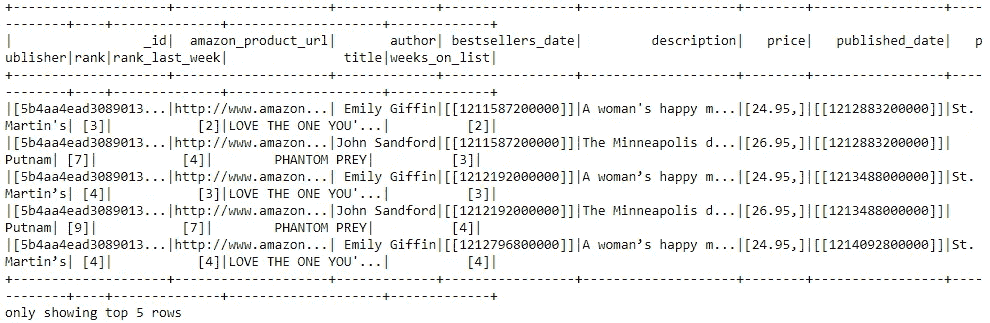 +--------------------+--------------------+-------------+-----------------+--------------------+--------+-----------------+----
--------+----+--------------+--------------------+-------------+
|                 _id|  amazon_product_url|       author| bestsellers_date|         description|   price|   published_date|   p
ublisher|rank|rank_last_week|               title|weeks_on_list|
+--------------------+--------------------+-------------+-----------------+--------------------+--------+-----------------+----
--------+----+--------------+--------------------+-------------+
|[5b4aa4ead3089013...|http://www.amazon...| Emily Giffin|[[1211587200000]]|A woman's happy m...|[24.95,]|[[1212883200000]]|St.
Martin's| [3]|           [2]|LOVE THE ONE YOU'...|          [2]|
|[5b4aa4ead3089013...|http://www.amazon...|John Sandford|[[1211587200000]]|The Minneapolis d...|[26.95,]|[[1212883200000]]|
Putnam| [7]|           [4]|        PHANTOM PREY|          [3]|
|[5b4aa4ead3089013...|http://www.amazon...| Emily Giffin|[[1212192000000]]|A woman’s happy m...|[24.95,]|[[1213488000000]]|St.
Martin’s| [4]|           [3]|LOVE THE ONE YOU'...|          [3]|
|[5b4aa4ead3089013...|http://www.amazon...|John Sandford|[[1212192000000]]|The Minneapolis d...|[26.95,]|[[1213488000000]]|
Putnam| [9]|           [7]|        PHANTOM PREY|          [4]|
|[5b4aa4ead3089013...|http://www.amazon...| Emily Giffin|[[1212796800000]]|A woman’s happy m...|[24.95,]|[[1214092800000]]|St.
Martin’s| [4]|           [4]|LOVE THE ONE YOU'...|          [4]|
+--------------------+--------------------+-------------+-----------------+--------------------+--------+-----------------+----
--------+----+--------------+--------------------+-------------+
only showing top 5 rows